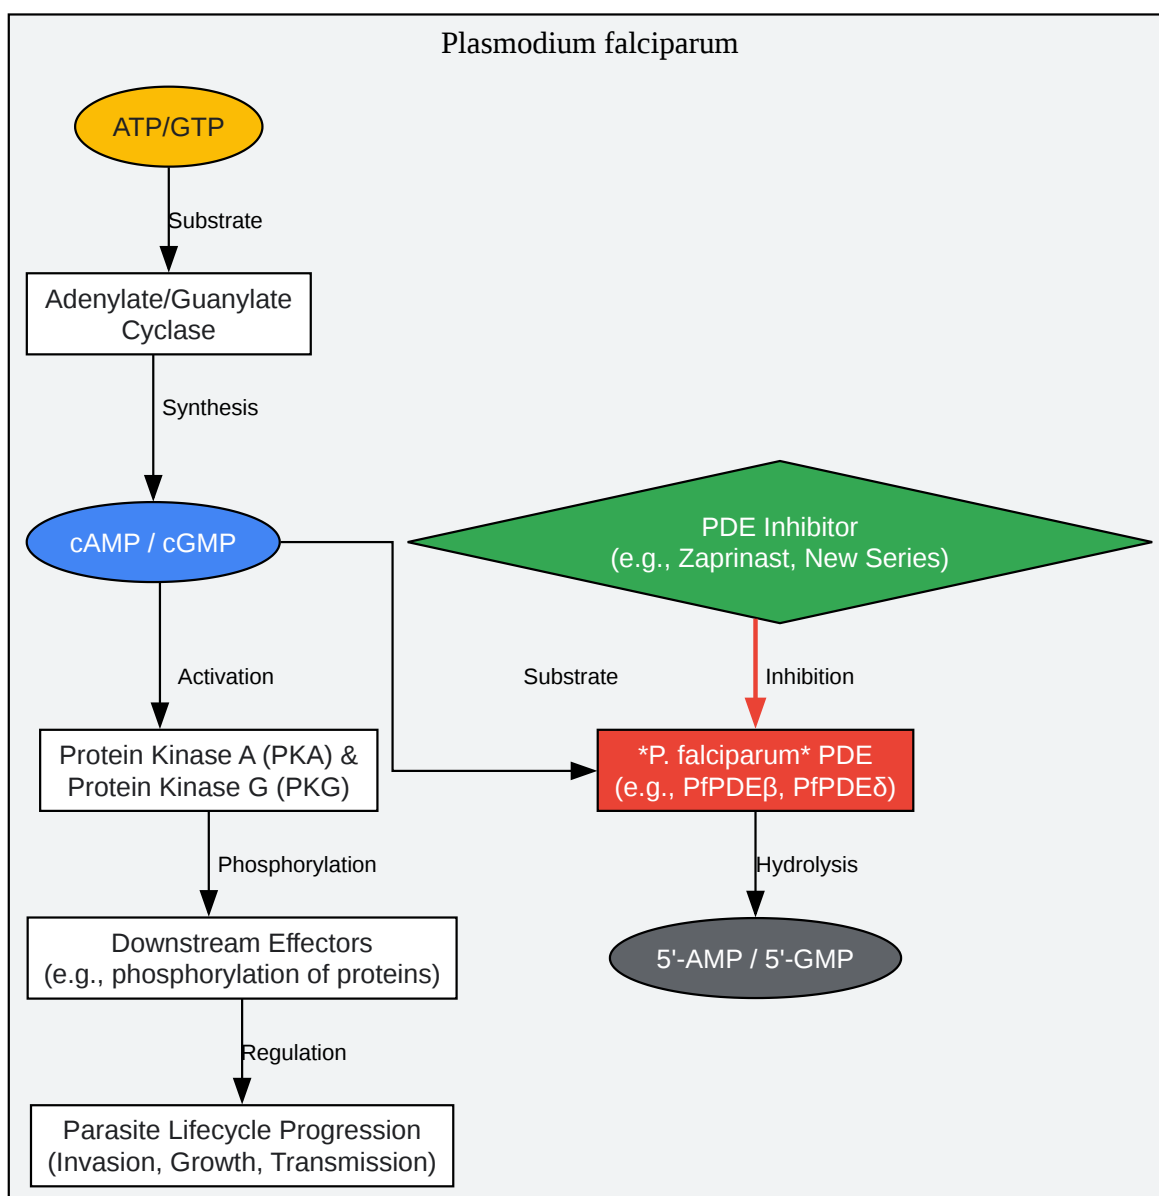 Plasmodium falciparum
ATP/GTP
Substrate
Adenylate/Guanylate
Cyclase
Synthesis
cAMP / cGMP
PDE Inhibitor
(e.g., Zaprinast, New Series)
Activation
Substrate
Inhibition
Protein Kinase A (PKA) &
Protein Kinase G (PKG)
*P. falciparum* PDE
(e.g., PfPDEβ, PfPDEδ)
Phosphorylation
Hydrolysis
Downstream Effectors
(e.g., phosphorylation of proteins)
5'-AMP / 5'-GMP
Regulation
Parasite Lifecycle Progression
(Invasion, Growth, Transmission)